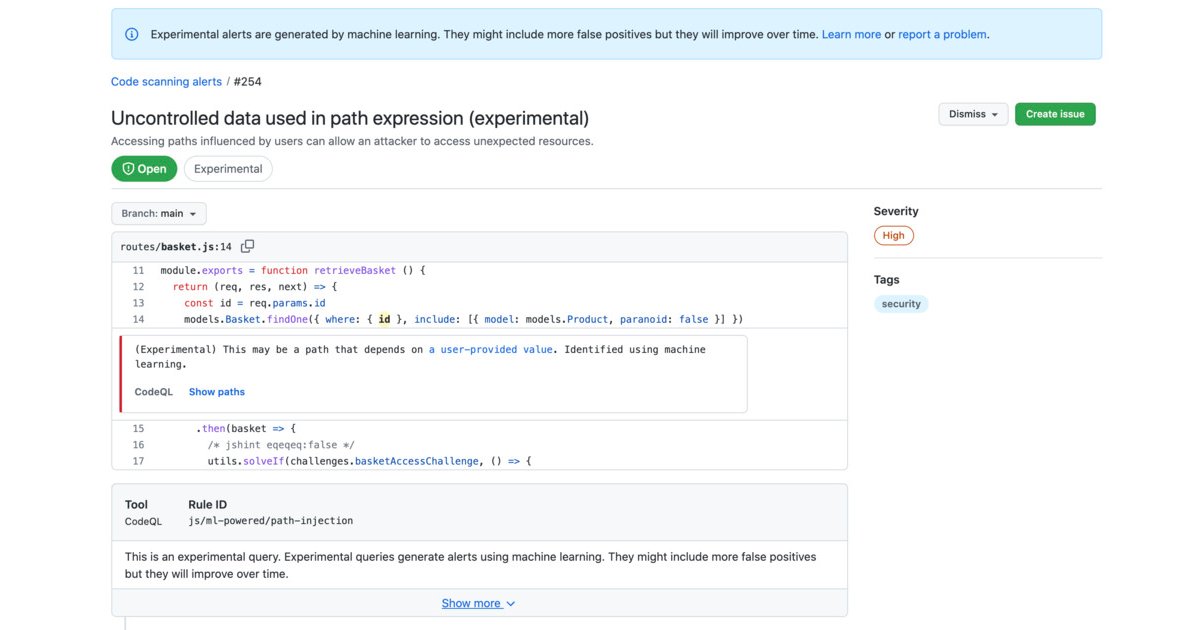 Experimental alerts are generated by machine learning. They might include more false positives but they will improve over time. Learn more or report a problem.
Code scanning alerts / #254
Uncontrolled data used in path expression (experimental)
Dismiss
Create issue
Accessing paths influenced by users can allow an attacker to access unexpected resources.
Open
Experimental
Branch: main
Severity
High
Tags
security
routes/basket.js:14
11 module.exports = function retrieveBasket () {
12 return (req, res, next) => {
13 const id = req.params.id
14 models.Basket.findOne({ where: { id }, include: [{ model: models.Product, paranoid: false }] })
(Experimental) This may be a path that depends on a user-provided value. Identified using machine
learning.
CodeQL Show paths
15 .then(basket => {
16 /* jshint eqeqeq:false */
17 utils.solveIf(challenges.basketAccessChallenge, () => {
Tool Rule ID
CodeQL js/ml-powered/path-injection
This is an experimental query. Experimental queries generate alerts using machine learning. They might include more false positives
but they will improve over time.
Show more